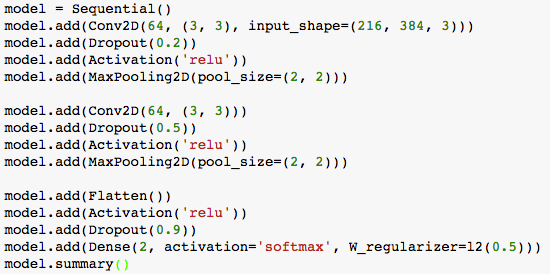 model = Sequential()
model.add(Conv2D(64, (3, 3), input_shape=(216, 384, 3)))
model.add(Dropout(0.2))
model.add(Activation('relu'))
model.add(MaxPooling2D(pool_size=(2, 2)))

model.add(Conv2D(64, (3, 3)))
model.add(Dropout(0.5))
model.add(Activation('relu'))
model.add(MaxPooling2D(pool_size=(2, 2)))

model.add(Flatten())
model.add(Activation('relu'))
model.add(Dropout(0.9))
model.add(Dense(2, activation='softmax', W_regularizer=l2(0.5)))
model.summary()